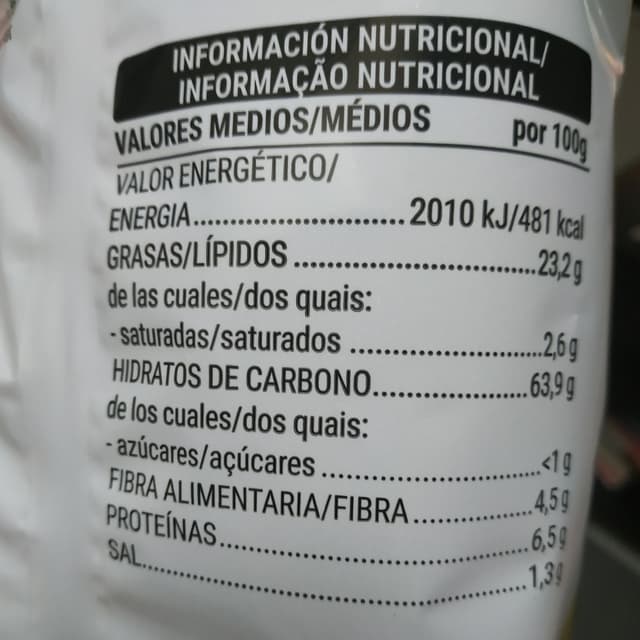 INFORMACIÓN NUTRICIONAL/
INFORMAÇÃO NUTRICIONAL
VALORES MEDIOS/MÉDIOS por 100g
VALOR ENERGÉTICO/
ENERGIA.......................... 2010 kJ/481 kcal
GRASAS/LÍPIDOS ..............................23,2 g
de las cuales/dos quais:
- saturadas/saturados ........................2,6 g
HIDRATOS DE CARBONO....................63,9 g
de los cuales/dos quais:
- azúcares/açúcares ...........................<1 g
FIBRA ALIMENTARIA/FIBRA ...............4,5 g
PROTEÍNAS.......................................6,5 g
SAL..................................................1,3 g